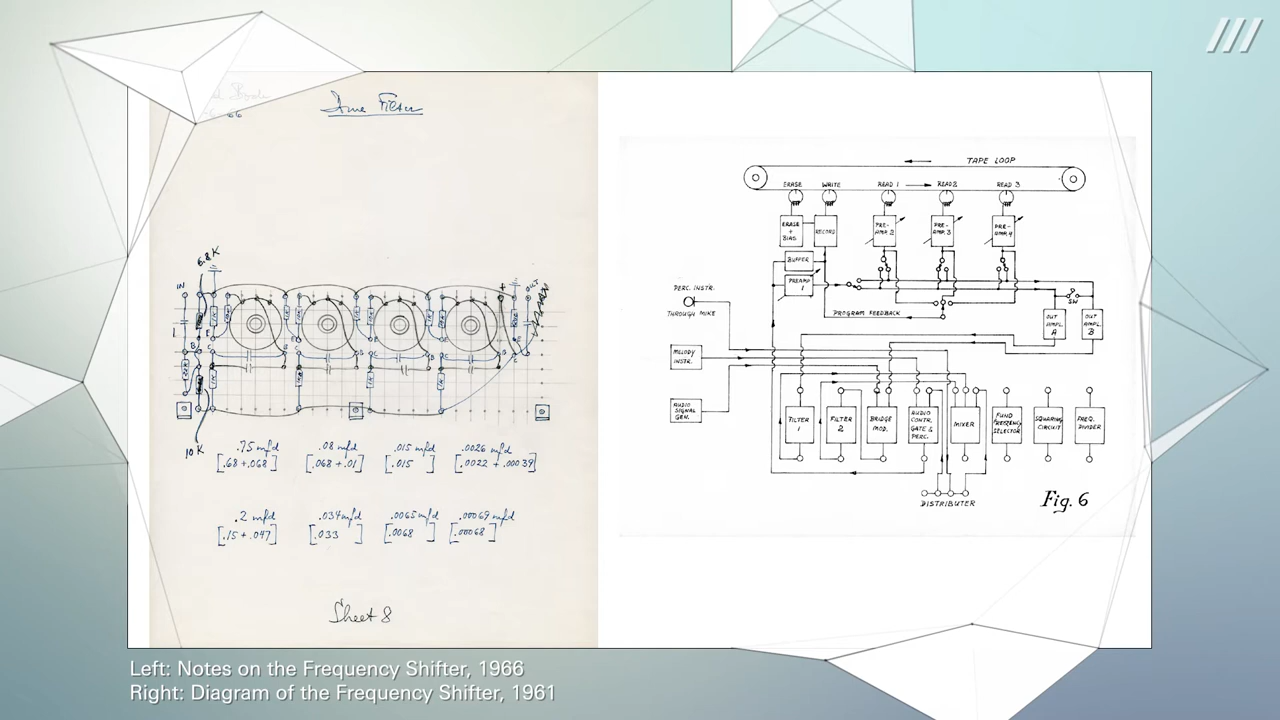 Dome Filter
66
6.8K
IN
OUT
10K
.75 mfd
[.68 + .068]
.08 mfd
[.068 + .01]
.015 mfd
[.015]
.0026 mfd
[.0022 + .00039]
.2 mfd
[.15 + .047]
.034 mfd
[.033]
.0065 mfd
[.0068]
.00069 mfd
[.00068]
Sheet 8
TAPE LOOP
ERASE
WRITE
READ 1
READ 2
READ 3
ERASE
+
BIAS
RECORD
PRE-
AMP. 2
PRE-
AMP. 3
PRE-
AMP. 4
BUFFER
PREAMP
1
PERC. INSTR.
THROUGH MIKE
PROGRAM FEEDBACK
SW
OUT
AMPL.
A
OUT
AMPL.
B
MELODY
INSTR.
AUDIO
SIGNAL
GEN.
FILTER
1
FILTER
2
BRIDGE
MOD.
AUDIO
CONTR.
GATE &
PERC.
MIXER
FUND
FREQUENCY
SELECTOR
SQUARING
CIRCUIT
FREQ.
DIVIDER
DISTRIBUTER
Fig. 6
Left: Notes on the Frequency Shifter, 1966
Right: Diagram of the Frequency Shifter, 1961